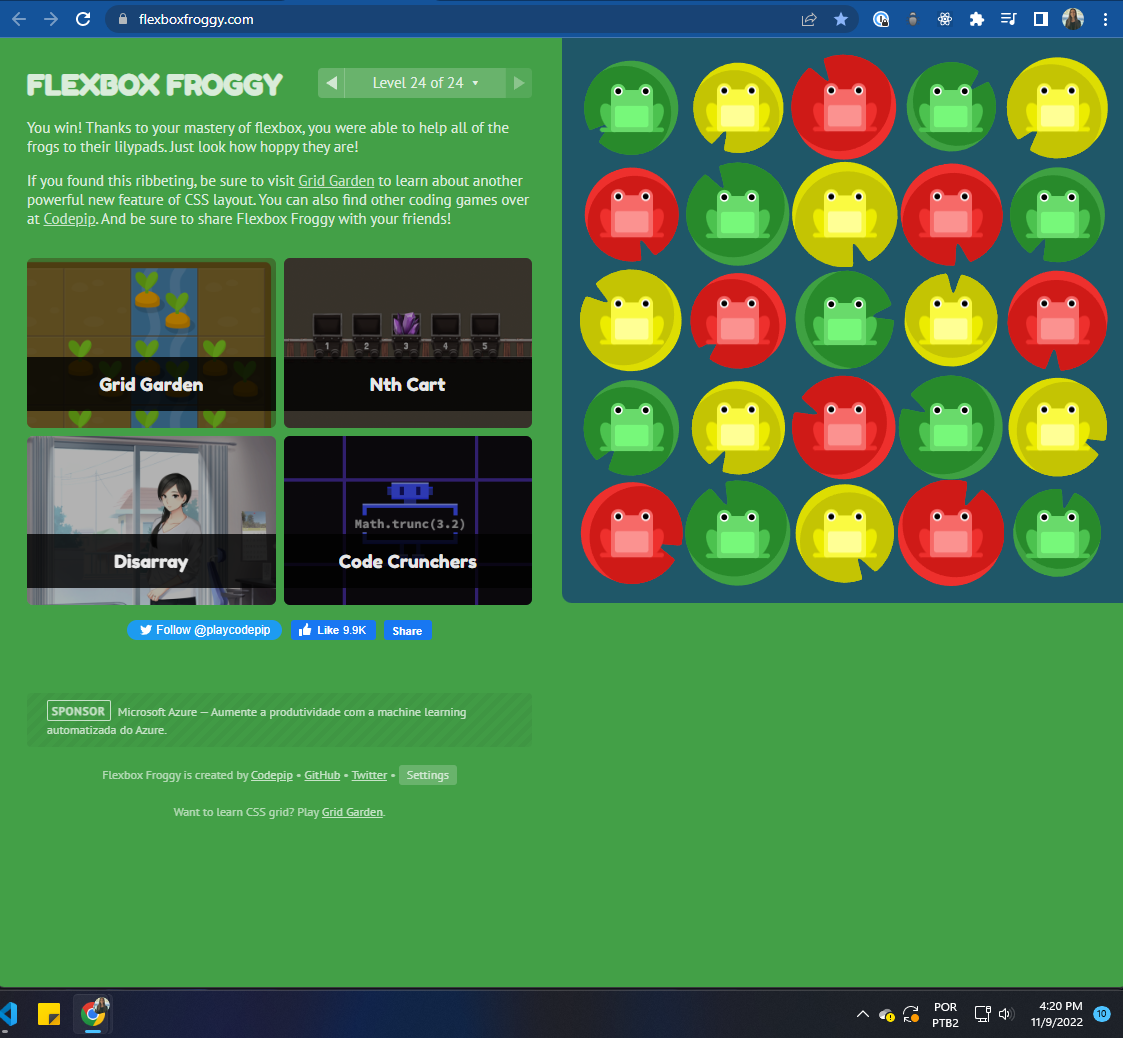 flexboxfroggy.com
FLEXBOX FROGGY
Level 24 of 24
You win! Thanks to your mastery of flexbox, you were able to help all of the
frogs to their lilypads. Just look how hoppy they are!
If you found this ribbeting, be sure to visit Grid Garden to learn about another
powerful new feature of CSS layout. You can also find other coding games over
at Codepip. And be sure to share Flexbox Froggy with your friends!
1 2 3 4 5
Grid Garden
Nth Cart
Math.trunc(3.2)
Disarray
Code Crunchers
Follow @playcodepip
Like 9.9K
Share
SPONSOR Microsoft Azure — Aumente a produtividade com a machine learning
automatizada do Azure.
Flexbox Froggy is created by Codepip • GitHub • Twitter • Settings
Want to learn CSS grid? Play Grid Garden.
POR
PTB2
4:20 PM
11/9/2022
10